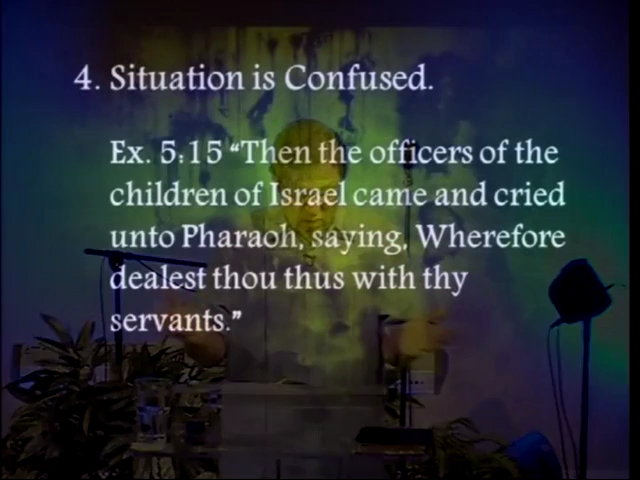 4. Situation is Confused.
Ex. 5:15 “Then the officers of the
children of Israel came and cried
unto Pharaoh, saying, Wherefore
dealest thou thus with thy
servants.”